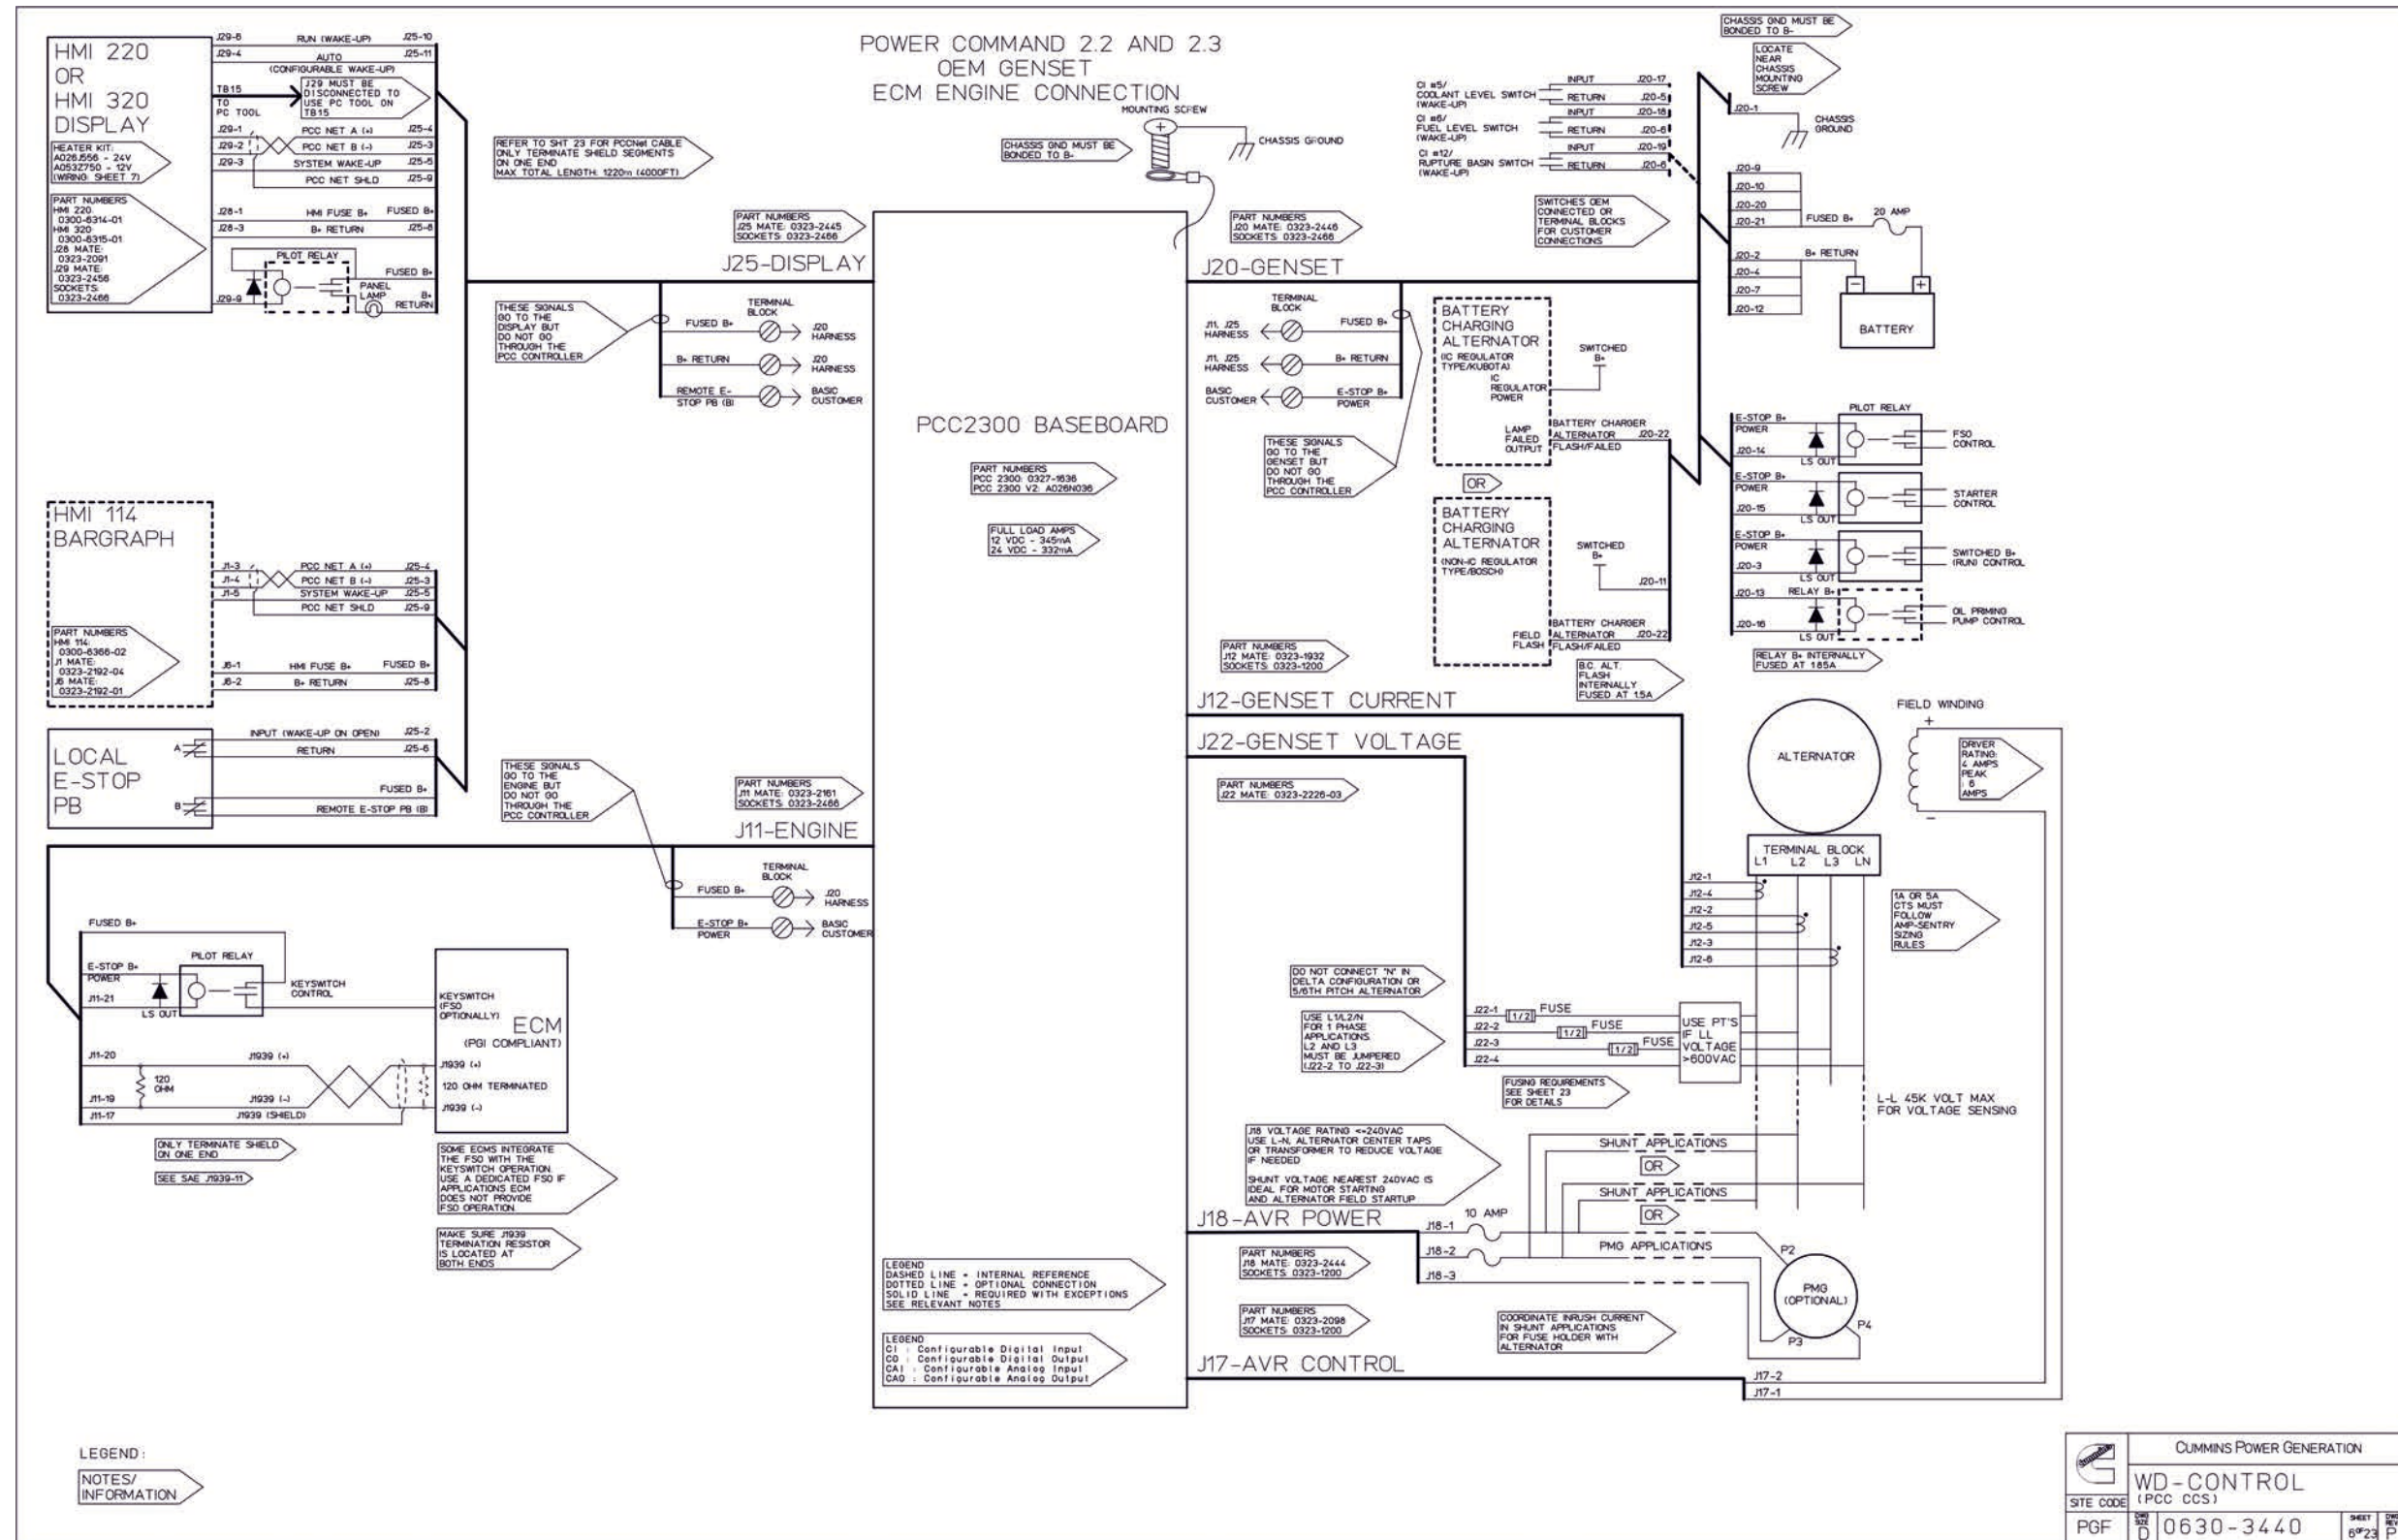 POWER COMMAND 2.2 AND 2.3
OEM GENSET
ECM ENGINE CONNECTION
HMI 220
OR
HMI 320
DISPLAY
HEATER KIT:
A026J556 - 24V
A053Z750 - 12V
(WIRING: SHEET 7)
PART NUMBERS
HMI 220:
0300-6314-01
HMI 320:
0300-6315-01
J28 MATE:
0323-2091
J29 MATE:
0323-2456
SOCKETS:
0323-2466
J29-6 RUN (WAKE-UP) J25-10
J29-4 AUTO J25-11
(CONFIGURABLE WAKE-UP)
TB15
TO
PC TOOL
J29 MUST BE
DISCONNECTED TO
USE PC TOOL ON
TB15
J29-1 PCC NET A (+) J25-4
J29-2 PCC NET B (-) J25-3
J29-3 SYSTEM WAKE-UP J25-5
PCC NET SHLD J25-9
J28-1 HMI FUSE B+ FUSED B+
J28-3 B+ RETURN J25-8
PILOT RELAY
FUSED B+
PANEL
LAMP
B+
RETURN
J29-9
REFER TO SHT 23 FOR PCCNet CABLE
ONLY TERMINATE SHIELD SEGMENTS
ON ONE END
MAX TOTAL LENGTH: 1220m (4000FT)
MOUNTING SCREW
CHASSIS GND MUST BE
BONDED TO B-
CHASSIS GROUND
PART NUMBERS
J25 MATE: 0323-2445
SOCKETS: 0323-2466
J25-DISPLAY
THESE SIGNALS
GO TO THE
DISPLAY BUT
DO NOT GO
THROUGH THE
PCC CONTROLLER
TERMINAL
BLOCK
FUSED B+ J20
HARNESS
B+ RETURN J20
HARNESS
REMOTE E-
STOP PB (B)
BASIC
CUSTOMER
HMI 114
BARGRAPH
PART NUMBERS
HMI 114:
0300-6366-02
J1 MATE:
0323-2192-04
J6 MATE:
0323-2192-01
J1-3 PCC NET A (+) J25-4
J1-4 PCC NET B (-) J25-3
J1-5 SYSTEM WAKE-UP J25-5
PCC NET SHLD J25-9
J6-1 HMI FUSE B+ FUSED B+
J6-2 B+ RETURN J25-8
LOCAL
E-STOP
PB
A
B
INPUT (WAKE-UP ON OPEN) J25-2
RETURN J25-6
FUSED B+
REMOTE E-STOP PB (B)
THESE SIGNALS
GO TO THE
ENGINE BUT
DO NOT GO
THROUGH THE
PCC CONTROLLER
PART NUMBERS
J11 MATE: 0323-2161
SOCKETS: 0323-2466
J11-ENGINE
TERMINAL
BLOCK
FUSED B+ J20
HARNESS
E-STOP B+
POWER
BASIC
CUSTOMER
FUSED B+
E-STOP B+
POWER
J11-21
LS OUT
PILOT RELAY
KEYSWITCH
CONTROL
KEYSWITCH
(FSO
OPTIONALLY)
ECM
(PGI COMPLIANT)
J11-20 J1939 (+)
120
OHM
J11-19 J1939 (-)
J11-17 J1939 (SHIELD)
J1939 (+)
120 OHM TERMINATED
J1939 (-)
ONLY TERMINATE SHIELD
ON ONE END
SEE SAE J1939-11
SOME ECMS INTEGRATE
THE FSO WITH THE
KEYSWITCH OPERATION.
USE A DEDICATED FSO IF
APPLICATIONS ECM
DOES NOT PROVIDE
FSO OPERATION
MAKE SURE J1939
TERMINATION RESISTOR
IS LOCATED AT
BOTH ENDS
PCC2300 BASEBOARD
PART NUMBERS
PCC 2300: 0327-1636
PCC 2300 V2: A026N036
FULL LOAD AMPS
12 VDC - 345mA
24 VDC - 332mA
LEGEND
DASHED LINE = INTERNAL REFERENCE
DOTTED LINE = OPTIONAL CONNECTION
SOLID LINE = REQUIRED WITH EXCEPTIONS
SEE RELEVANT NOTES
LEGEND
CI : Configurable Digital Input
CO : Configurable Digital Output
CAI : Configurable Analog Input
CAO : Configurable Analog Output
PART NUMBERS
J20 MATE: 0323-2446
SOCKETS: 0323-2466
J20-GENSET
TERMINAL
BLOCK
J11, J25
HARNESS
FUSED B+
J11, J25
HARNESS
B+ RETURN
BASIC
CUSTOMER
E-STOP B+
POWER
THESE SIGNALS
GO TO THE
GENSET BUT
DO NOT GO
THROUGH THE
PCC CONTROLLER
CI #5/
COOLANT LEVEL SWITCH
(WAKE-UP)
INPUT J20-17
RETURN J20-5
CI #6/
FUEL LEVEL SWITCH
(WAKE-UP)
INPUT J20-18
RETURN J20-6
CI #12/
RUPTURE BASIN SWITCH
(WAKE-UP)
INPUT J20-19
RETURN J20-6
SWITCHES OEM
CONNECTED OR
TERMINAL BLOCKS
FOR CUSTOMER
CONNECTIONS
CHASSIS GND MUST BE
BONDED TO B-
LOCATE
NEAR
CHASSIS
MOUNTING
SCREW
J20-1
CHASSIS
GROUND
J20-9
J20-10
J20-20
J20-21
FUSED B+
20 AMP
J20-2
B+ RETURN
J20-4
J20-7
J20-12
BATTERY
BATTERY
CHARGING
ALTERNATOR
(IC REGULATOR
TYPE/KUBOTA)
IC
REGULATOR
POWER
SWITCHED
B+
LAMP
FAILED
OUTPUT
BATTERY CHARGER
ALTERNATOR J20-22
FLASH/FAILED
OR
BATTERY
CHARGING
ALTERNATOR
(NON-IC REGULATOR
TYPE/BOSCH)
SWITCHED
B+
J20-11
FIELD
FLASH
BATTERY CHARGER
ALTERNATOR J20-22
FLASH/FAILED
B.C. ALT.
FLASH
INTERNALLY
FUSED AT 1.5A
E-STOP B+
POWER
J20-14
LS OUT
PILOT RELAY
FSO
CONTROL
E-STOP B+
POWER
J20-15
LS OUT
STARTER
CONTROL
E-STOP B+
POWER
J20-3
LS OUT
SWITCHED B+
(RUN) CONTROL
J20-13 RELAY B+
J20-16
LS OUT
OIL PRIMING
PUMP CONTROL
RELAY B+ INTERNALLY
FUSED AT 1.85A
PART NUMBERS
J12 MATE: 0323-1932
SOCKETS: 0323-1200
J12-GENSET CURRENT
J22-GENSET VOLTAGE
PART NUMBERS
J22 MATE: 0323-2226-03
ALTERNATOR
FIELD WINDING
+
-
DRIVER
RATING:
4 AMPS
PEAK
: 6
AMPS
TERMINAL BLOCK
L1 L2 L3 LN
J12-1
J12-4
J12-2
J12-5
J12-3
J12-6
1A OR 5A
CTS MUST
FOLLOW
AMP-SENTRY
SIZING
RULES
DO NOT CONNECT "N" IN
DELTA CONFIGURATION OR
5/6TH PITCH ALTERNATOR
USE L1/L2/N
FOR 1 PHASE
APPLICATIONS.
L2 AND L3
MUST BE JUMPERED
(J22-2 TO J22-3)
J22-1 1/2 FUSE
J22-2 1/2 FUSE
J22-3 1/2 FUSE
J22-4
USE PT'S
IF LL
VOLTAGE
>600VAC
FUSING REQUIREMENTS
SEE SHEET 23
FOR DETAILS
L-L 45K VOLT MAX
FOR VOLTAGE SENSING
J18 VOLTAGE RATING <=240VAC
USE L-N, ALTERNATOR CENTER TAPS
OR TRANSFORMER TO REDUCE VOLTAGE
IF NEEDED
SHUNT VOLTAGE NEAREST 240VAC IS
IDEAL FOR MOTOR STARTING
AND ALTERNATOR FIELD STARTUP
SHUNT APPLICATIONS
OR
SHUNT APPLICATIONS
OR
PMG APPLICATIONS
J18-AVR POWER
J18-1
10 AMP
J18-2
J18-3
PART NUMBERS
J18 MATE: 0323-2444
SOCKETS: 0323-1200
PART NUMBERS
J17 MATE: 0323-2098
SOCKETS: 0323-1200
COORDINATE INRUSH CURRENT
IN SHUNT APPLICATIONS
FOR FUSE HOLDER WITH
ALTERNATOR
P2
PMG
(OPTIONAL)
P3
P4
J17-AVR CONTROL
J17-2
J17-1
LEGEND:
NOTES/
INFORMATION
CUMMINS POWER GENERATION
WD-CONTROL
(PCC CCS)
SITE CODE
PGF
DWG
SIZE
D
0630-3440
SHEET
6 OF 23